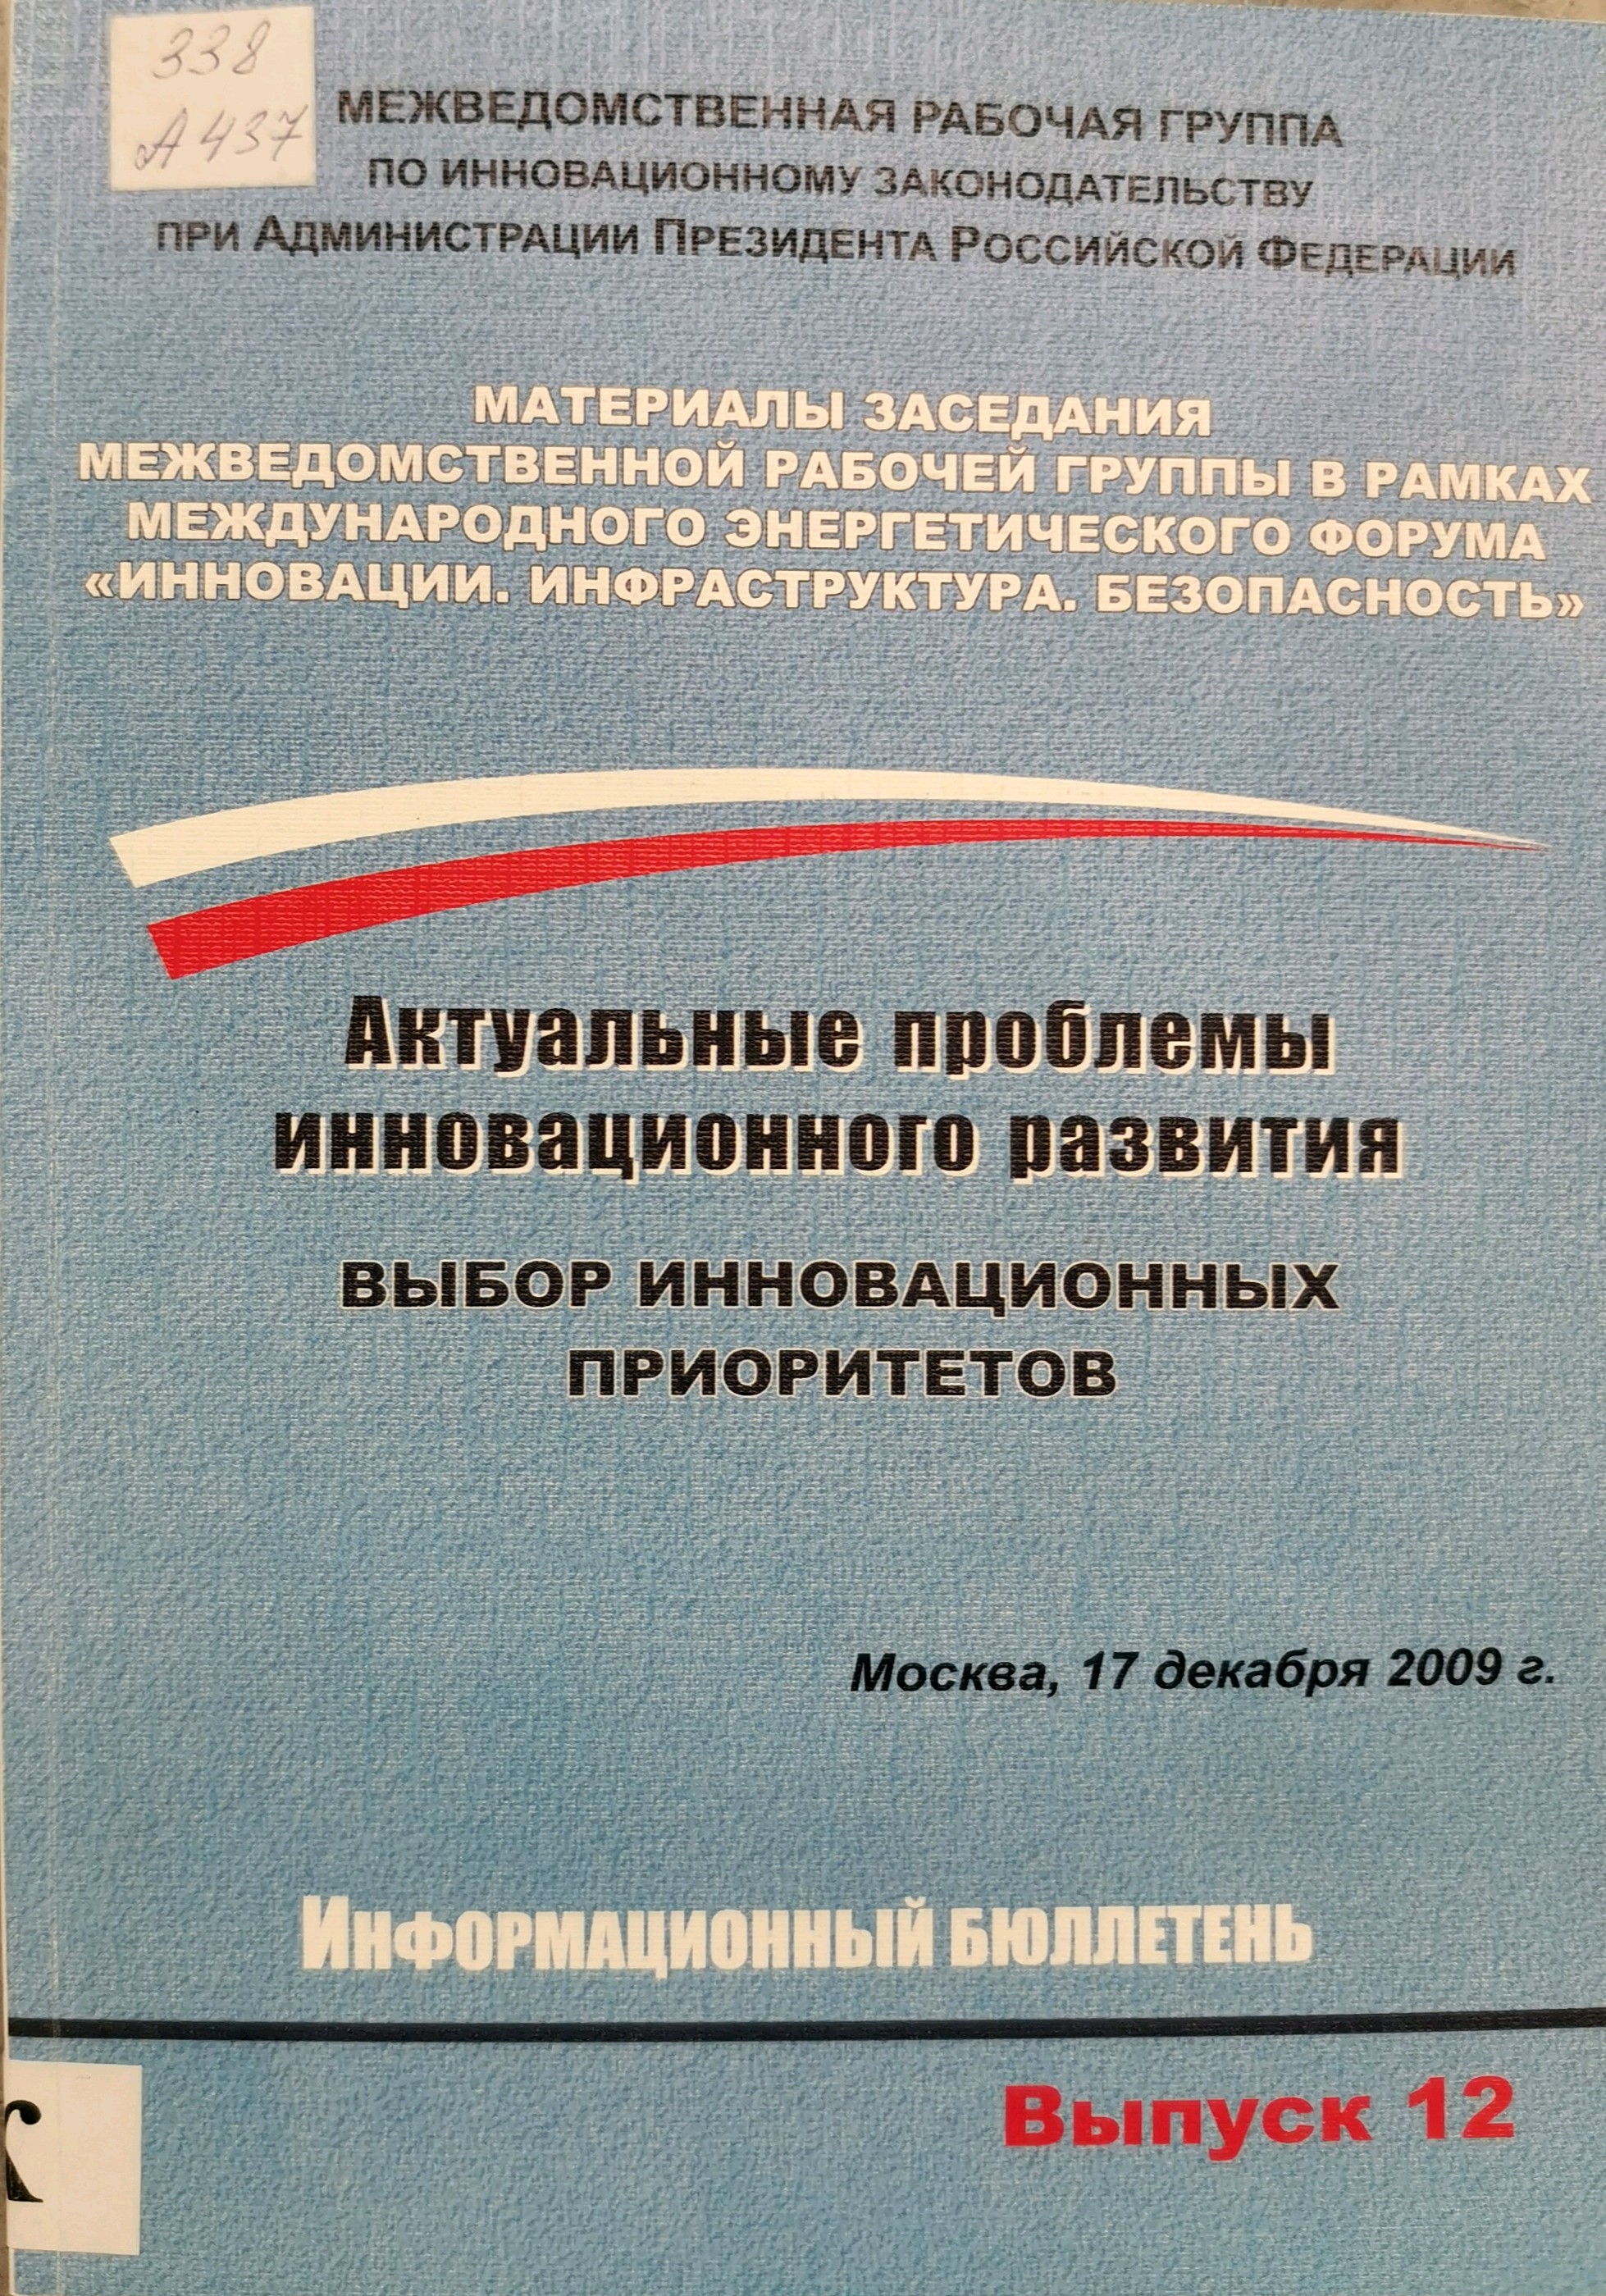 338
А 437
МЕЖВЕДОМСТВЕННАЯ РАБОЧАЯ ГРУППА
ПО ИННОВАЦИОННОМУ ЗАКОНОДАТЕЛЬСТВУ
ПРИ АДМИНИСТРАЦИИ ПРЕЗИДЕНТА РОССИЙСКОЙ ФЕДЕРАЦИИ
МАТЕРИАЛЫ ЗАСЕДАНИЯ
МЕЖВЕДОМСТВЕННОЙ РАБОЧЕЙ ГРУППЫ В РАМКАХ
МЕЖДУНАРОДНОГО ЭНЕРГЕТИЧЕСКОГО ФОРУМА
«ИННОВАЦИИ. ИНФРАСТРУКТУРА. БЕЗОПАСНОСТЬ»
Актуальные проблемы
инновационного развития
ВЫБОР ИННОВАЦИОННЫХ
ПРИОРИТЕТОВ
Москва, 17 декабря 2009 г.
ИНФОРМАЦИОННЫЙ БЮЛЛЕТЕНЬ
Выпуск 12